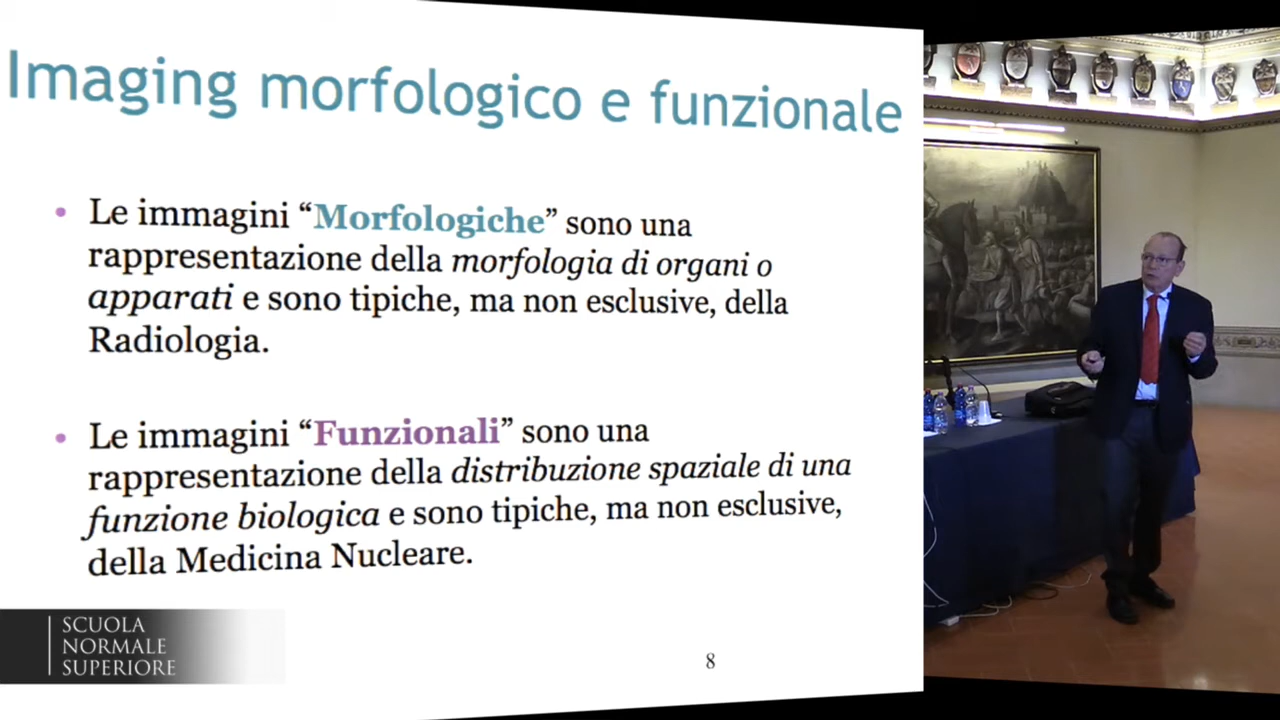 Imaging morfologico e funzionale
• Le immagini “Morfologiche” sono una
rappresentazione della morfologia di organi o
apparati e sono tipiche, ma non esclusive, della
Radiologia.
• Le immagini “Funzionali” sono una
rappresentazione della distribuzione spaziale di una
funzione biologica e sono tipiche, ma non esclusive,
della Medicina Nucleare.
SCUOLA
NORMALE
SUPERIORE
8